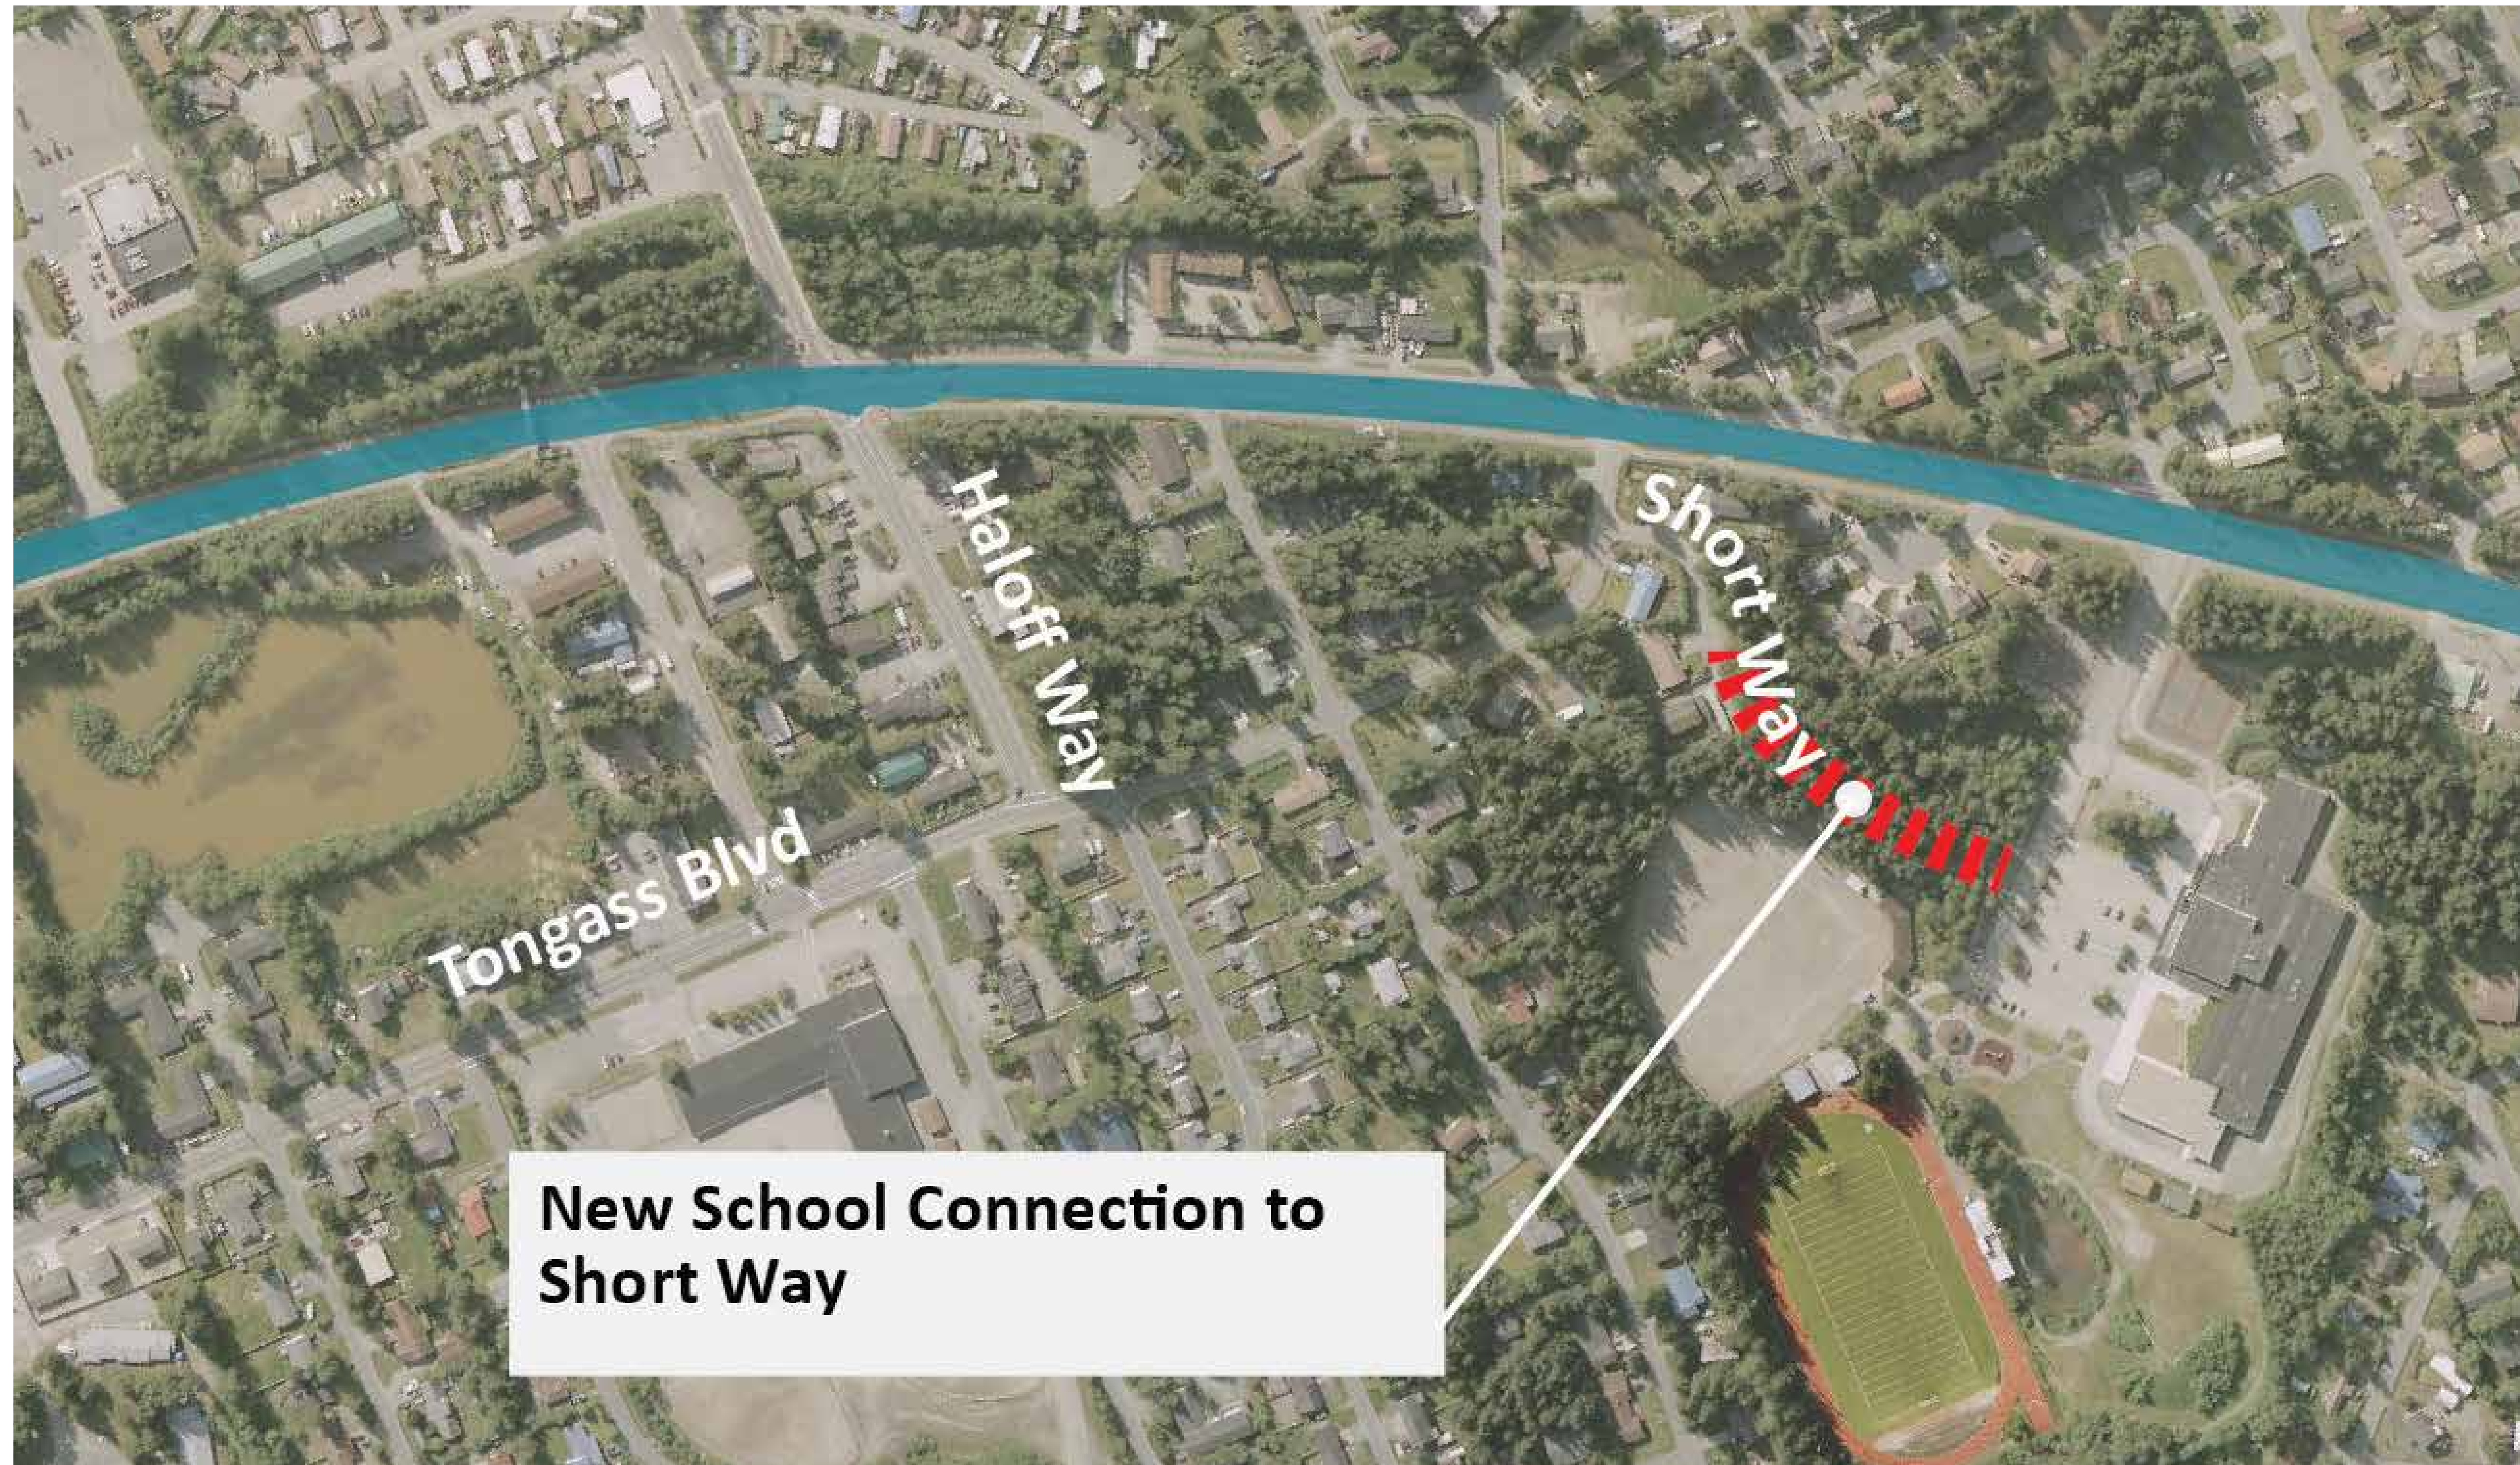 Haloff Way
Short Way
Tongass Blvd
New School Connection to
Short Way